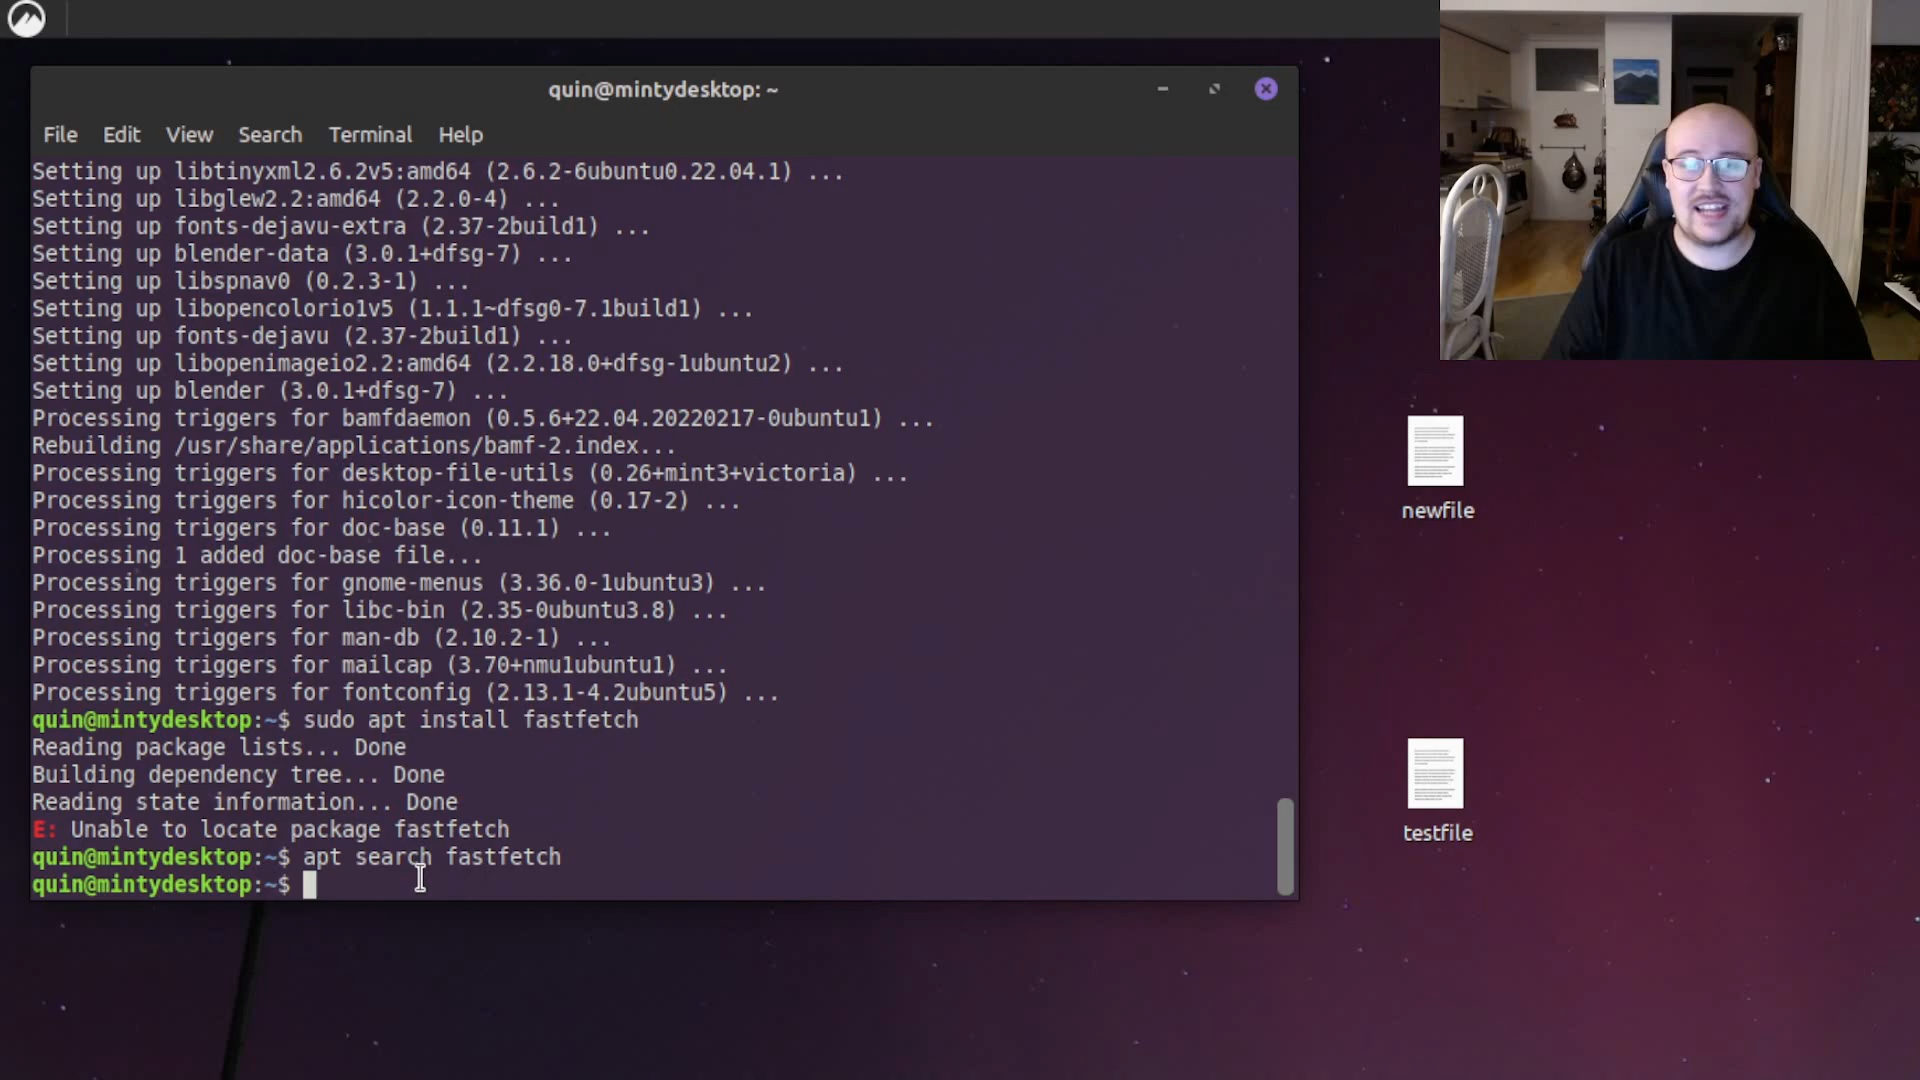 quin@mintydesktop: ~
File Edit View Search Terminal Help
Setting up libtinyxml2.6.2v5:amd64 (2.6.2-6ubuntu0.22.04.1) ...
Setting up libglew2.2:amd64 (2.2.0-4) ...
Setting up fonts-dejavu-extra (2.37-2build1) ...
Setting up blender-data (3.0.1+dfsg-7) ...
Setting up libspnav0 (0.2.3-1) ...
Setting up libopencolorio1v5 (1.1.1~dfsg0-7.1build1) ...
Setting up fonts-dejavu (2.37-2build1) ...
Setting up libopenimageio2.2:amd64 (2.2.18.0+dfsg-1ubuntu2) ...
Setting up blender (3.0.1+dfsg-7) ...
Processing triggers for bamfdaemon (0.5.6+22.04.20220217-0ubuntu1) ...
Rebuilding /usr/share/applications/bamf-2.index...
Processing triggers for desktop-file-utils (0.26+mint3+victoria) ...
Processing triggers for hicolor-icon-theme (0.17-2) ...
Processing triggers for doc-base (0.11.1) ...
Processing 1 added doc-base file...
Processing triggers for gnome-menus (3.36.0-1ubuntu3) ...
Processing triggers for libc-bin (2.35-0ubuntu3.8) ...
Processing triggers for man-db (2.10.2-1) ...
Processing triggers for mailcap (3.70+nmu1ubuntu1) ...
Processing triggers for fontconfig (2.13.1-4.2ubuntu5) ...
quin@mintydesktop:~$ sudo apt install fastfetch
Reading package lists... Done
Building dependency tree... Done
Reading state information... Done
E: Unable to locate package fastfetch
quin@mintydesktop:~$ apt search fastfetch
quin@mintydesktop:~$
newfile
testfile